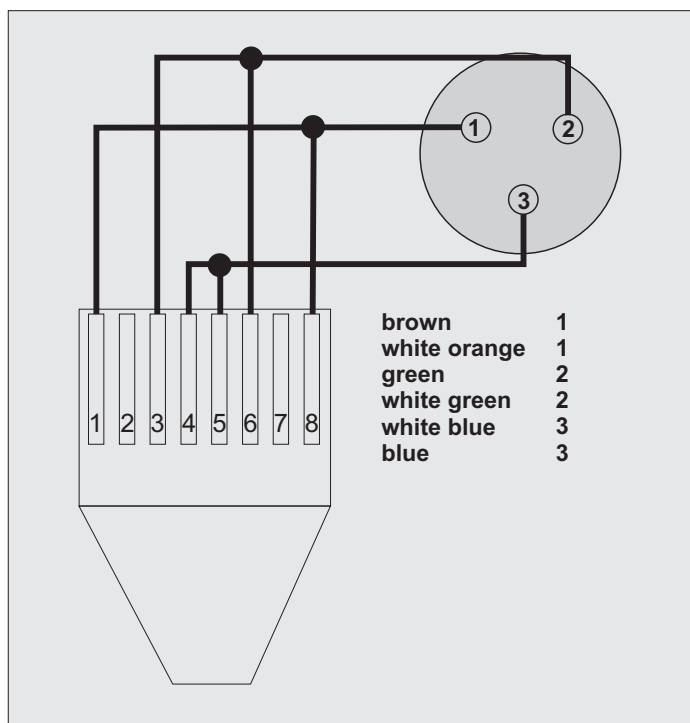 1
2
3
brown 1
white orange 1
green 2
white green 2
white blue 3
blue 3
1 2 3 4 5 6 7 8